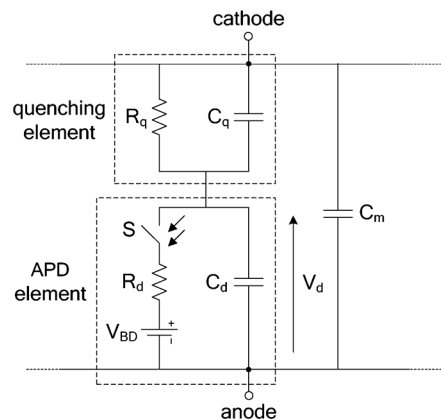 cathode
quenching
element
Rq
Cq
Cm
S
APD
element
Rd
Cd
Vd
VBD
+
anode